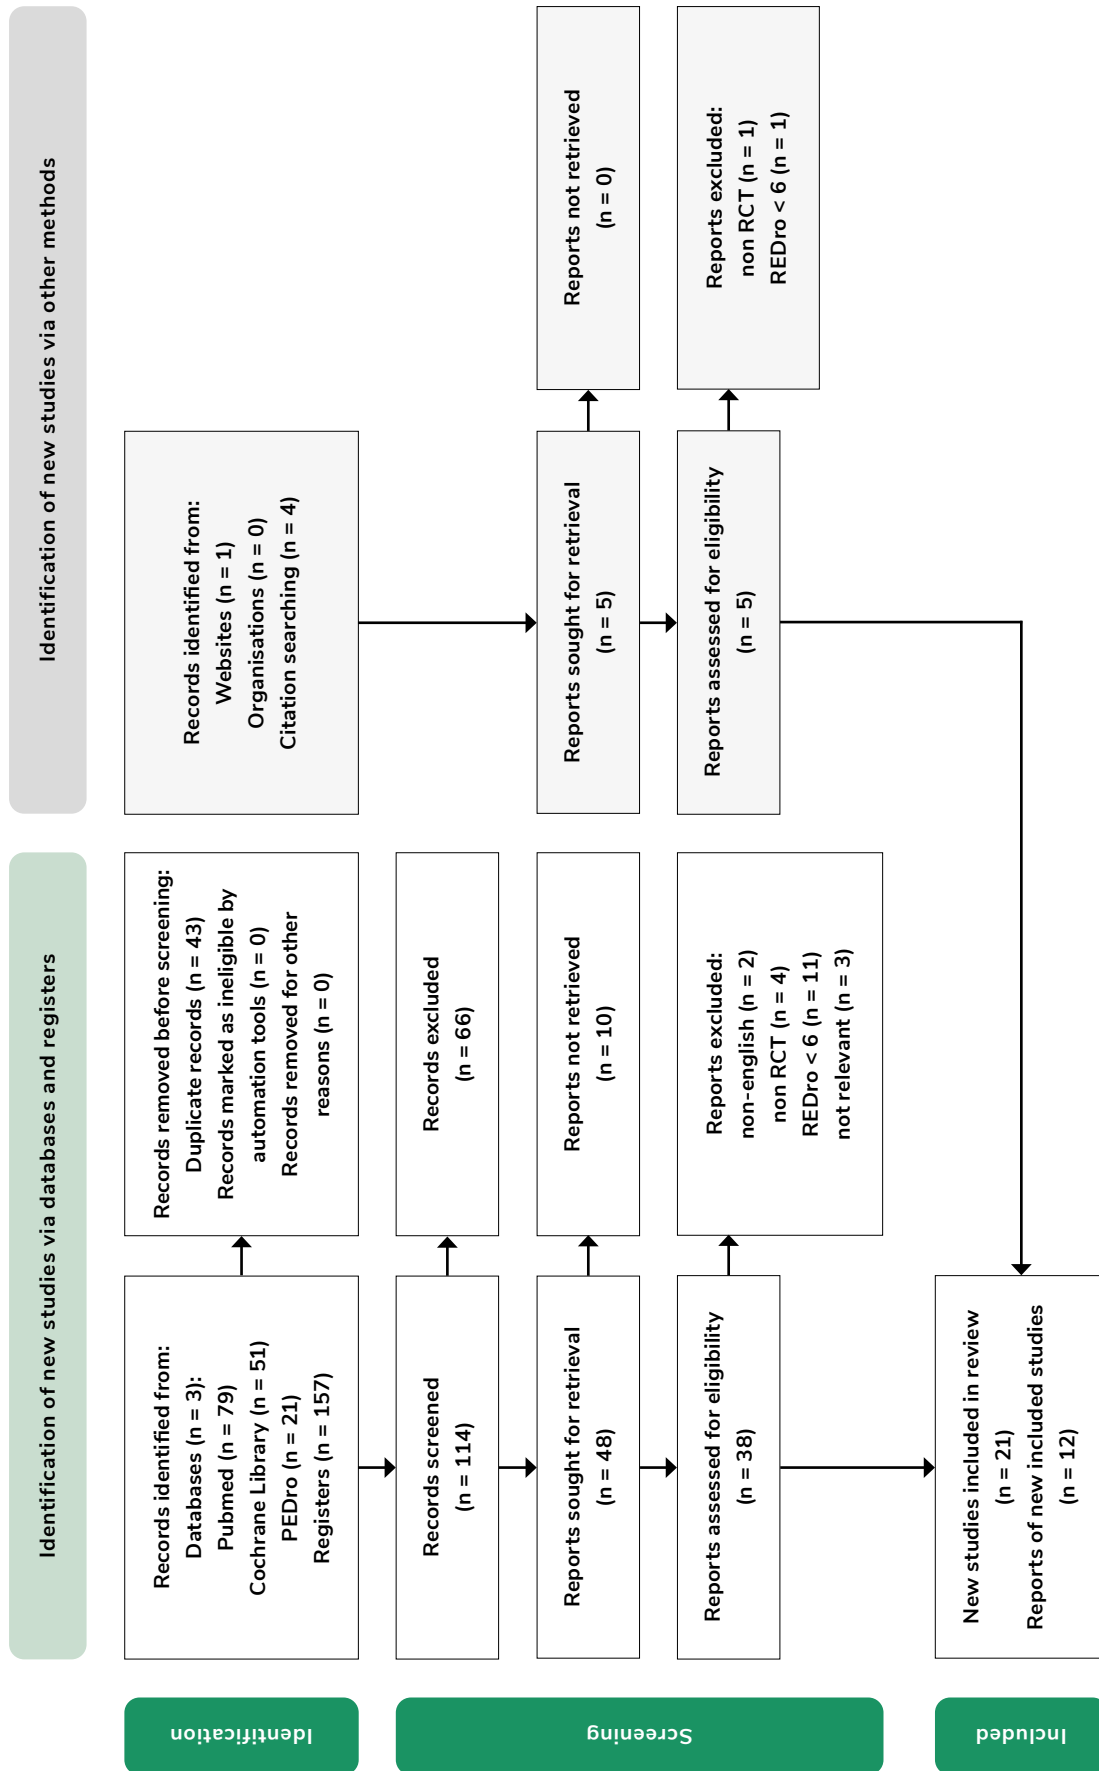 Identification of new studies via databases and registers
Identification of new studies via other methods
Identification
Records identified from:
Databases (n = 3):
Pubmed (n = 79)
Cochrane Library (n = 51)
PEDro (n = 21)
Registers (n = 157)
Records removed before screening:
Duplicate records (n = 43)
Records marked as ineligible by
automation tools (n = 0)
Records removed for other
reasons (n = 0)
Records identified from:
Websites (n = 1)
Organisations (n = 0)
Citation searching (n = 4)
Screening
Records screened
(n = 114)
Records excluded
(n = 66)
Reports sought for retrieval
(n = 48)
Reports not retrieved
(n = 10)
Reports sought for retrieval
(n = 5)
Reports not retrieved
(n = 0)
Reports assessed for eligibility
(n = 38)
Reports excluded:
non-english (n = 2)
non RCT (n = 4)
REDro < 6 (n = 11)
not relevant (n = 3)
Reports assessed for eligibility
(n = 5)
Reports excluded:
non RCT (n = 1)
REDro < 6 (n = 1)
Included
New studies included in review
(n = 21)
Reports of new included studies
(n = 12)